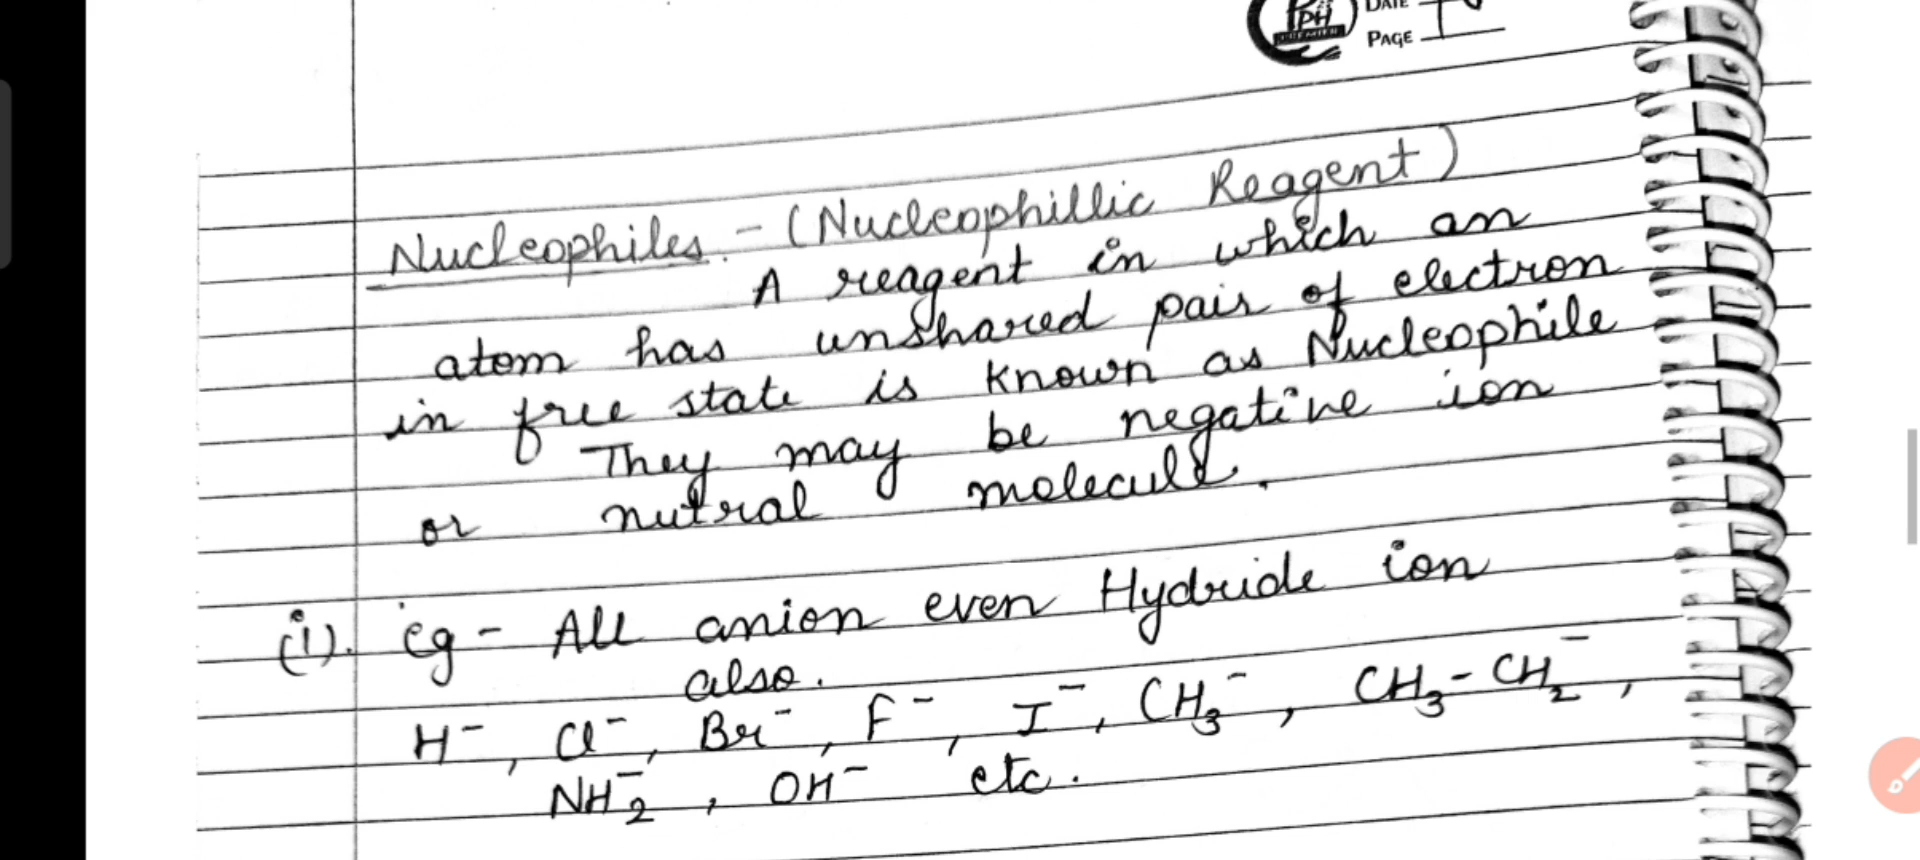 PPH
DATE
PAGE
Nucleophiles.- (Nucleophillic Reagent)
A reagent in which an
atom has unshared pair of electron
in free state is known as Nucleophile
They may be negative ion
or nutral molecule.
(i). eg - All anion even Hydride ion
also.
H⁻, Cl⁻, Br⁻, F⁻, I⁻, CH₃⁻, CH₃-CH₂⁻,
NH₂⁻, OH⁻ etc.